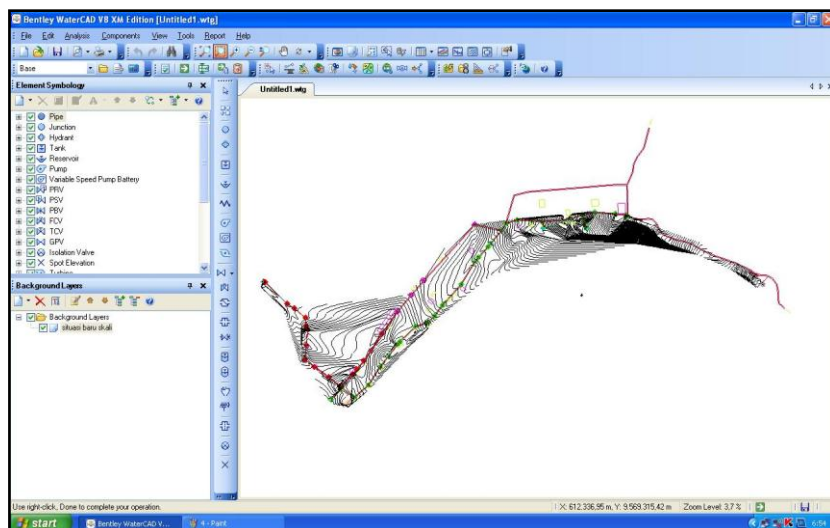 Bentley WaterCAD V8 XM Edition [Untitled1.wtg]
File Edit Analysis Components View Tools Report Help
Base
Element Symbology
Untitled1.wtg
Pipe
Junction
Hydrant
Tank
Reservoir
Pump
Variable Speed Pump Battery
PRV
PSV
PBV
FCV
TCV
GPV
Isolation Valve
Spot Elevation
Turbine
Background Layers
Background Layers
situasi baru skali
Use right-click, Done to complete your operation.
X: 612.336,95 m, Y: 9.569.315,42 m Zoom Level: 3,7 %
start Bentley WaterCAD V... 4 - Paint 6:54